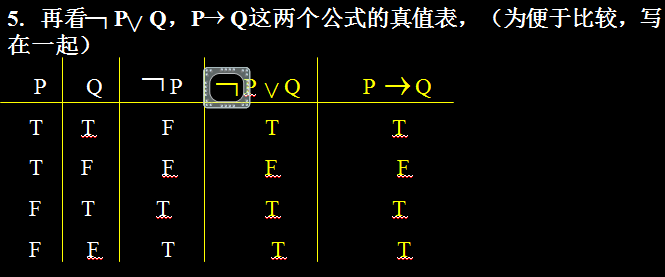 5. 再看﹁ P∨ Q，P→ Q这两个公式的真值表，（为便于比较，写
在一起）
P Q ﹁P ﹁P ∨ Q P →Q
T T F T T
T F F F F
F T T T T
F F T T T